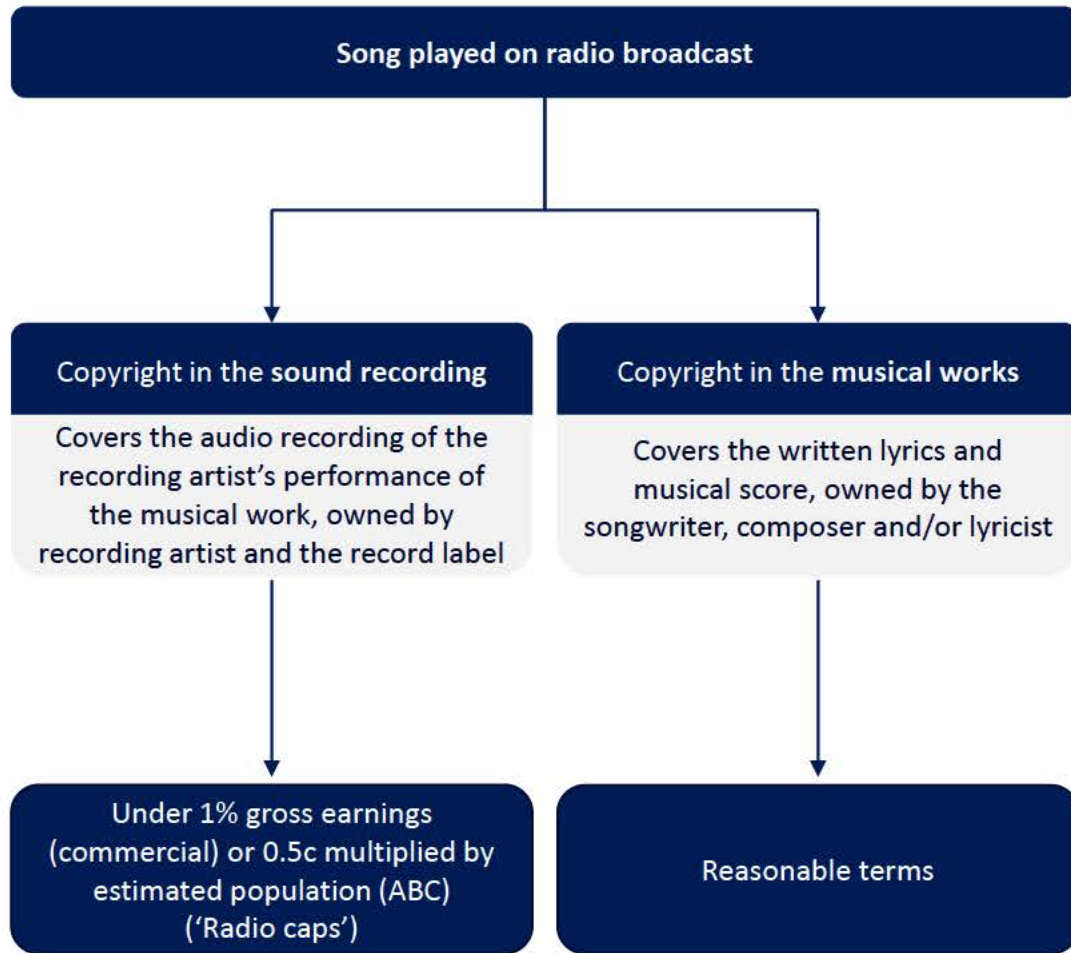 Song played on radio broadcast
Copyright in the sound recording
Covers the audio recording of the
recording artist’s performance of
the musical work, owned by
recording artist and the record label
Under 1% gross earnings
(commercial) or 0.5c multiplied by
estimated population (ABC)
(‘Radio caps’)
Copyright in the musical works
Covers the written lyrics and
musical score, owned by the
songwriter, composer and/or lyricist
Reasonable terms